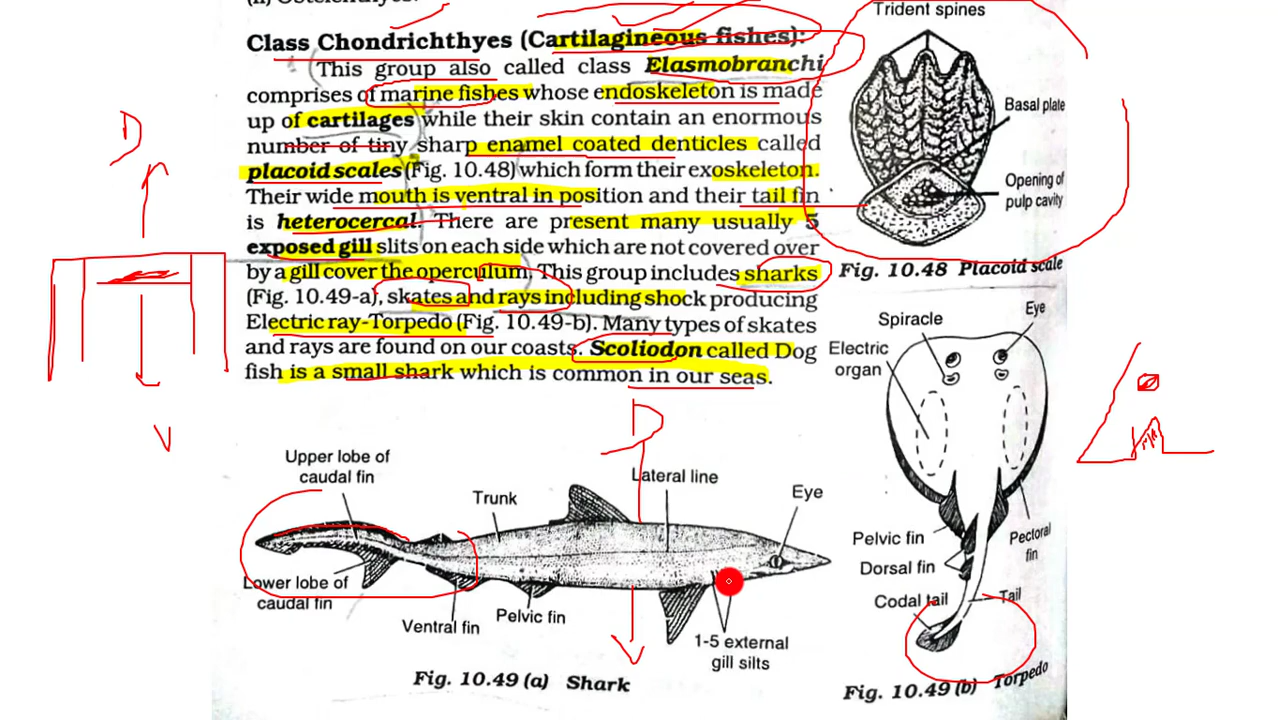 (ii) Osteichthyes.
Class Chondrichthyes (Cartilagineous fishes):
This group also called class Elasmobranchi
comprises of marine fishes whose endoskeleton is made
up of cartilages while their skin contain an enormous
number of tiny sharp enamel coated denticles called
placoid scales (Fig. 10.48) which form their exoskeleton.
Their wide mouth is ventral in position and their tail fin
is heterocercal. There are present many usually 5
exposed gill slits on each side which are not covered over
by a gill cover the operculum, This group includes sharks
(Fig. 10.49-a), skates and rays including shock producing
Electric ray-Torpedo (Fig. 10.49-b). Many types of skates
and rays are found on our coasts. Scoliodon called Dog
fish is a small shark which is common in our seas.
Trident spines
Basal plate
Opening of
pulp cavity
Fig. 10.48 Placoid scale
D
V
D
V
Upper lobe of
caudal fin
Trunk
Lateral line
Eye
Lower lobe of
caudal fin
Ventral fin
Pelvic fin
1-5 external
gill silts
Fig. 10.49 (a) Shark
Spiracle
Eye
Electric
organ
Pelvic fin
Dorsal fin
Pectoral
fin
Codal tail
Tail
Fig. 10.49 (b) Torpedo